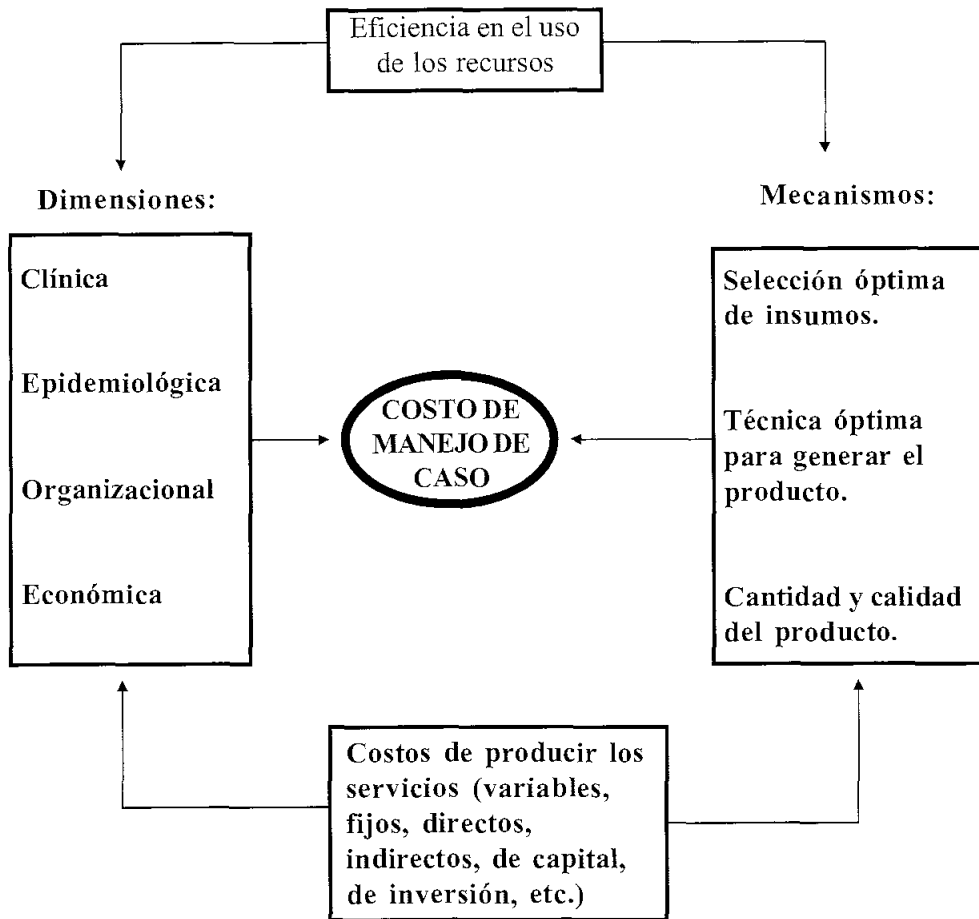 Eficiencia en el uso
de los recursos
Dimensiones:
Clínica
Epidemiológica
Organizacional
Económica
COSTO DE
MANEJO DE
CASO
Mecanismos:
Selección óptima
de insumos.
Técnica óptima
para generar el
producto.
Cantidad y calidad
del producto.
Costos de producir los
servicios (variables,
fijos, directos,
indirectos, de capital,
de inversión, etc.)